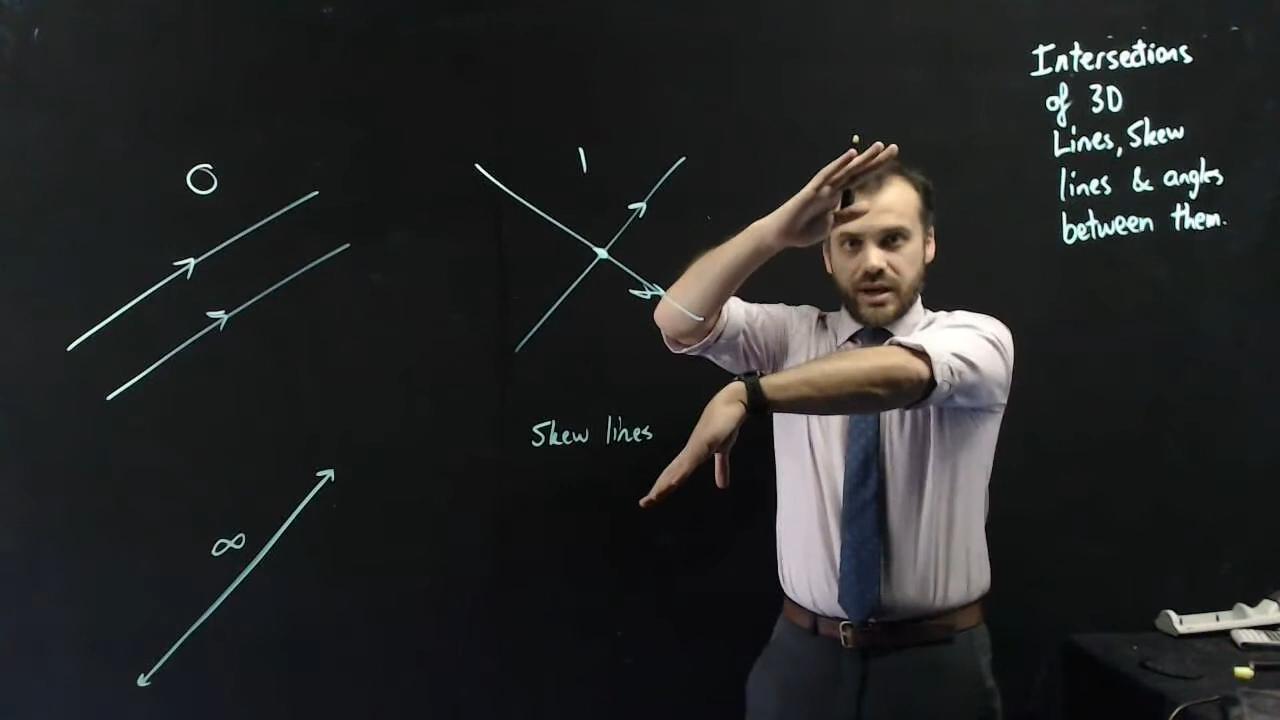 0
1
Skew lines
∞
Intersections
of 3D
Lines, Skew
lines & angles
between them.